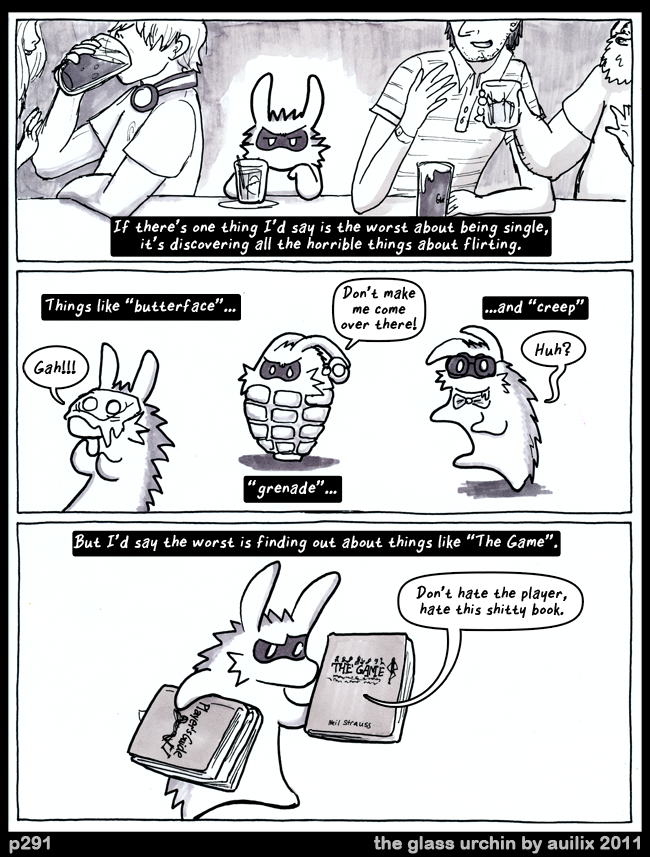 If there's one thing I'd say is the worst about being single,
it's discovering all the horrible things about flirting.
Things like "butterface"...
Gah!!!
Don't make
me come
over there!
"grenade"...
...and "creep"
Huh?
But I'd say the worst is finding out about things like "The Game".
Don't hate the player,
hate this shitty book.
THE GAME
Neil Strauss
Player's Guide
p291
the glass urchin by auilix 2011